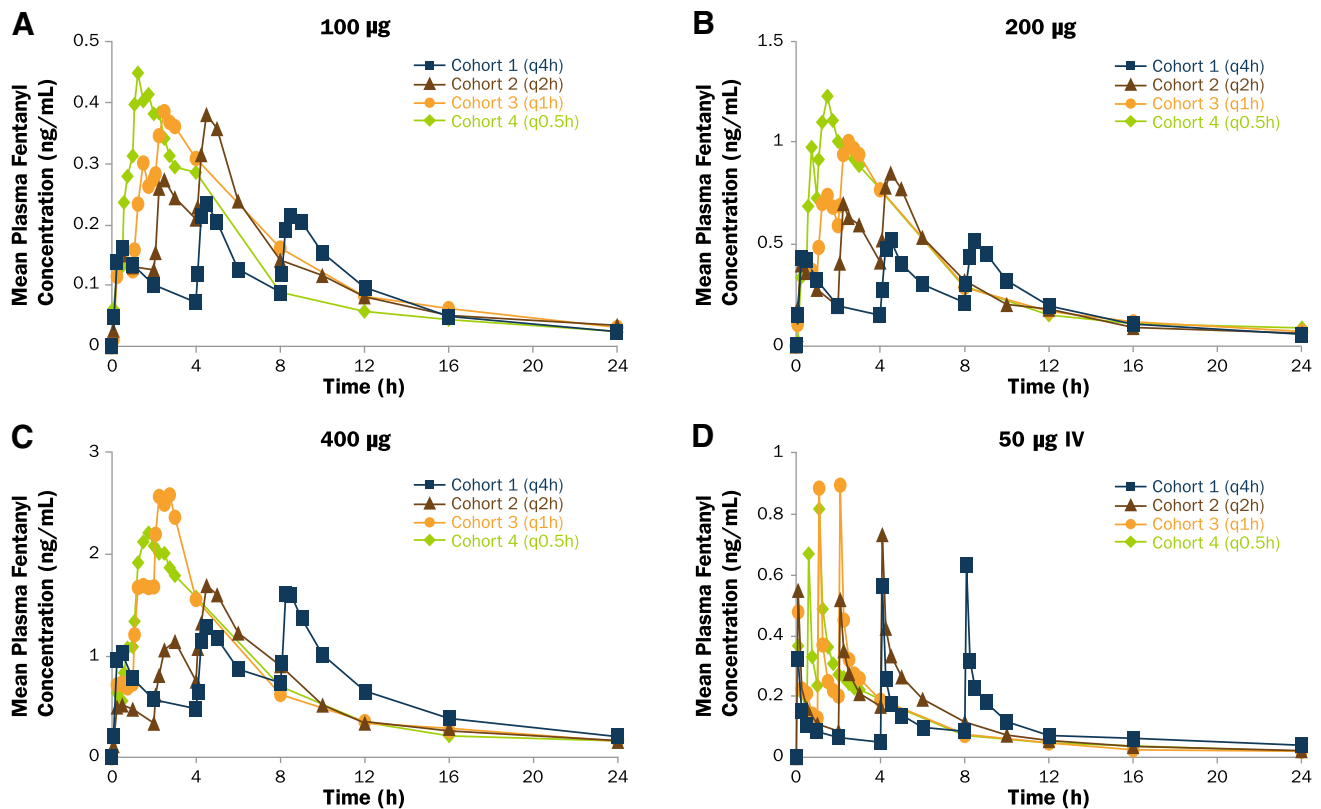 A
100 µg
Mean Plasma Fentanyl
Concentration (ng/mL)
0.5
0.4
0.3
0.2
0.1
0
Cohort 1 (q4h)
Cohort 2 (q2h)
Cohort 3 (q1h)
Cohort 4 (q0.5h)
0 4 8 12 16 20 24
Time (h)
B
200 µg
Mean Plasma Fentanyl
Concentration (ng/mL)
1.5
1
0.5
0
Cohort 1 (q4h)
Cohort 2 (q2h)
Cohort 3 (q1h)
Cohort 4 (q0.5h)
0 4 8 12 16 20 24
Time (h)
C
400 µg
Mean Plasma Fentanyl
Concentration (ng/mL)
3
2
1
0
Cohort 1 (q4h)
Cohort 2 (q2h)
Cohort 3 (q1h)
Cohort 4 (q0.5h)
0 4 8 12 16 20 24
Time (h)
D
50 µg IV
Mean Plasma Fentanyl
Concentration (ng/mL)
1
0.8
0.6
0.4
0.2
0
Cohort 1 (q4h)
Cohort 2 (q2h)
Cohort 3 (q1h)
Cohort 4 (q0.5h)
0 4 8 12 16 20 24
Time (h)